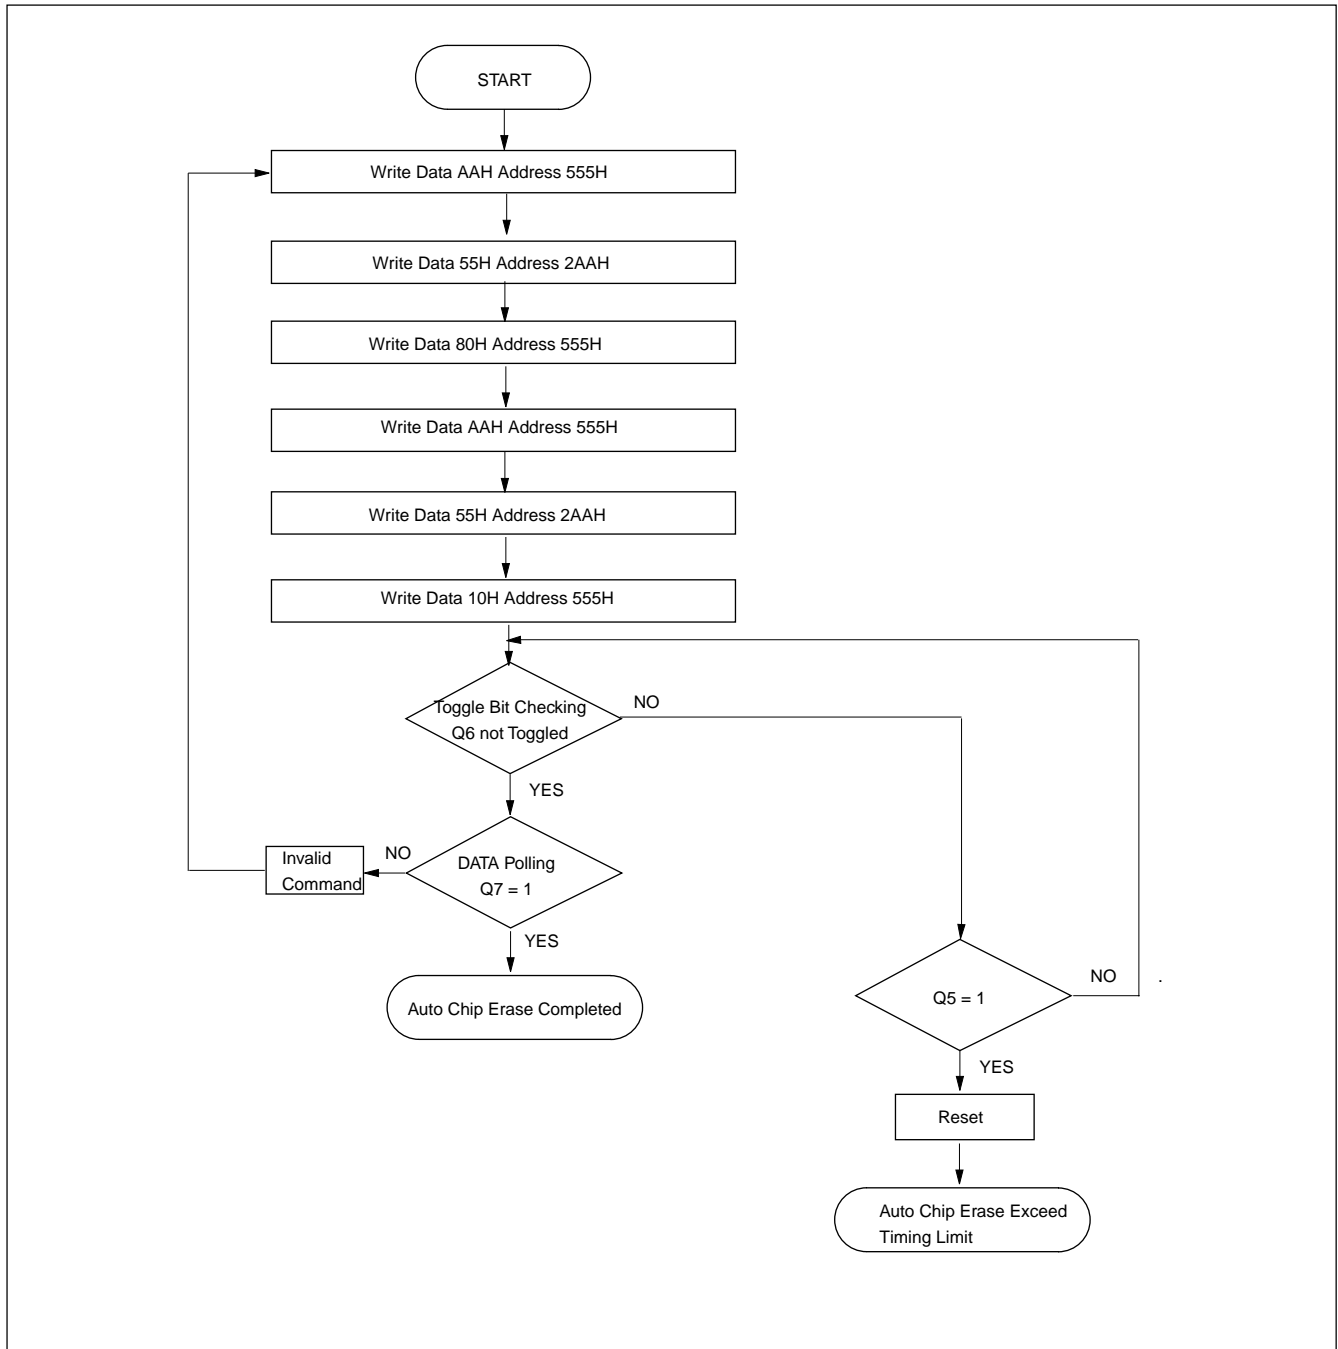 START
Write Data AAH Address 555H
Write Data 55H Address 2AAH
Write Data 80H Address 555H
Write Data AAH Address 555H
Write Data 55H Address 2AAH
Write Data 10H Address 555H
Toggle Bit Checking
Q6 not Toggled
NO
YES
Invalid
Command
NO
DATA Polling
Q7 = 1
YES
Auto Chip Erase Completed
Q5 = 1
NO
.
YES
Reset
Auto Chip Erase Exceed
Timing Limit